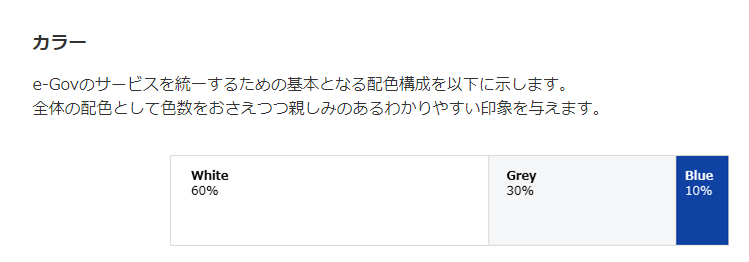 カラー
e-Govのサービスを統一するための基本となる配色構成を以下に示します。
全体の配色として色数をおさえつつ親しみのあるわかりやすい印象を与えます。
White
60%
Grey
30%
Blue
10%